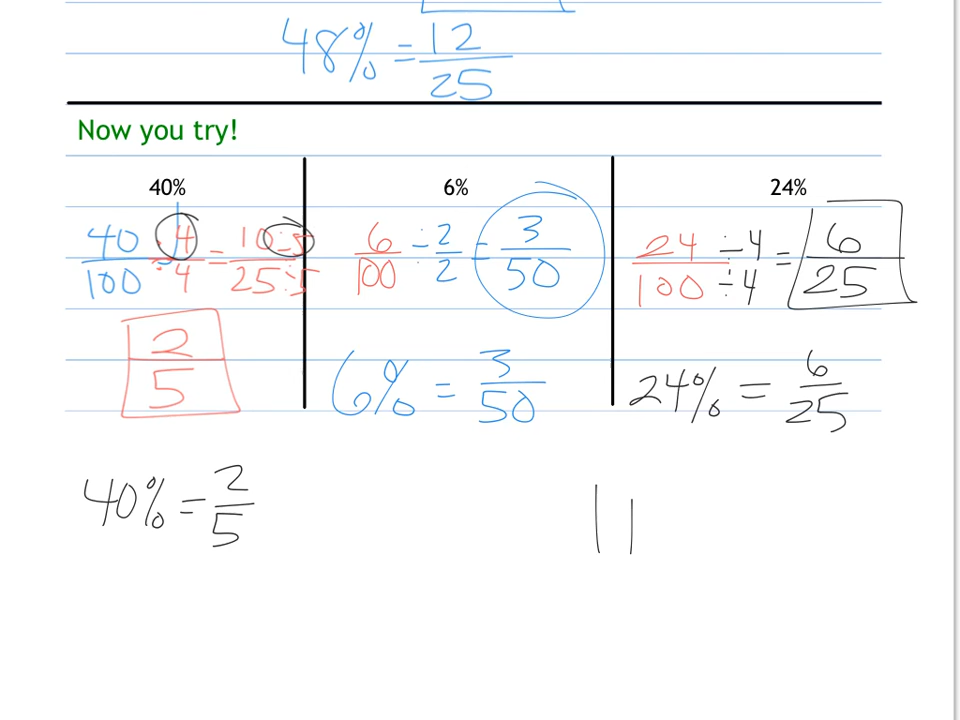 48% = 12/25
Now you try!
40% 6% 24%
40/100 ÷ 4/4 = 10 ÷ 5/25 ÷ 5 6/100 ÷ 2/2 = 3/50 24 ÷ 4/100 ÷ 4 = 6/25
2/5 6% = 3/50 24% = 6/25
40% = 2/5